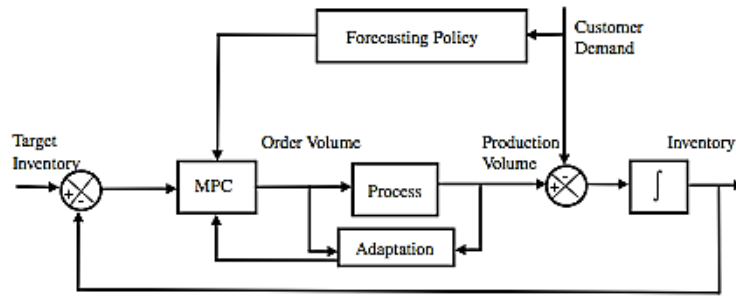 Forecasting Policy
Customer
Demand
Target
Inventory
Order Volume
Production
Volume
Inventory
+
-
MPC
Process
-
+
∫
Adaptation